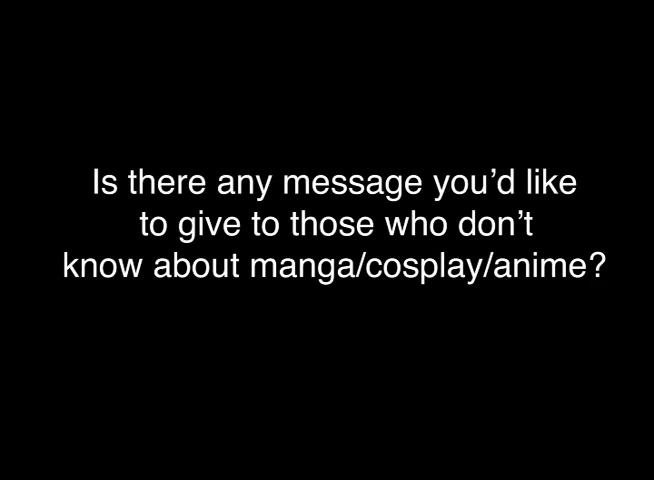 Is there any message you’d like
to give to those who don’t
know about manga/cosplay/anime?